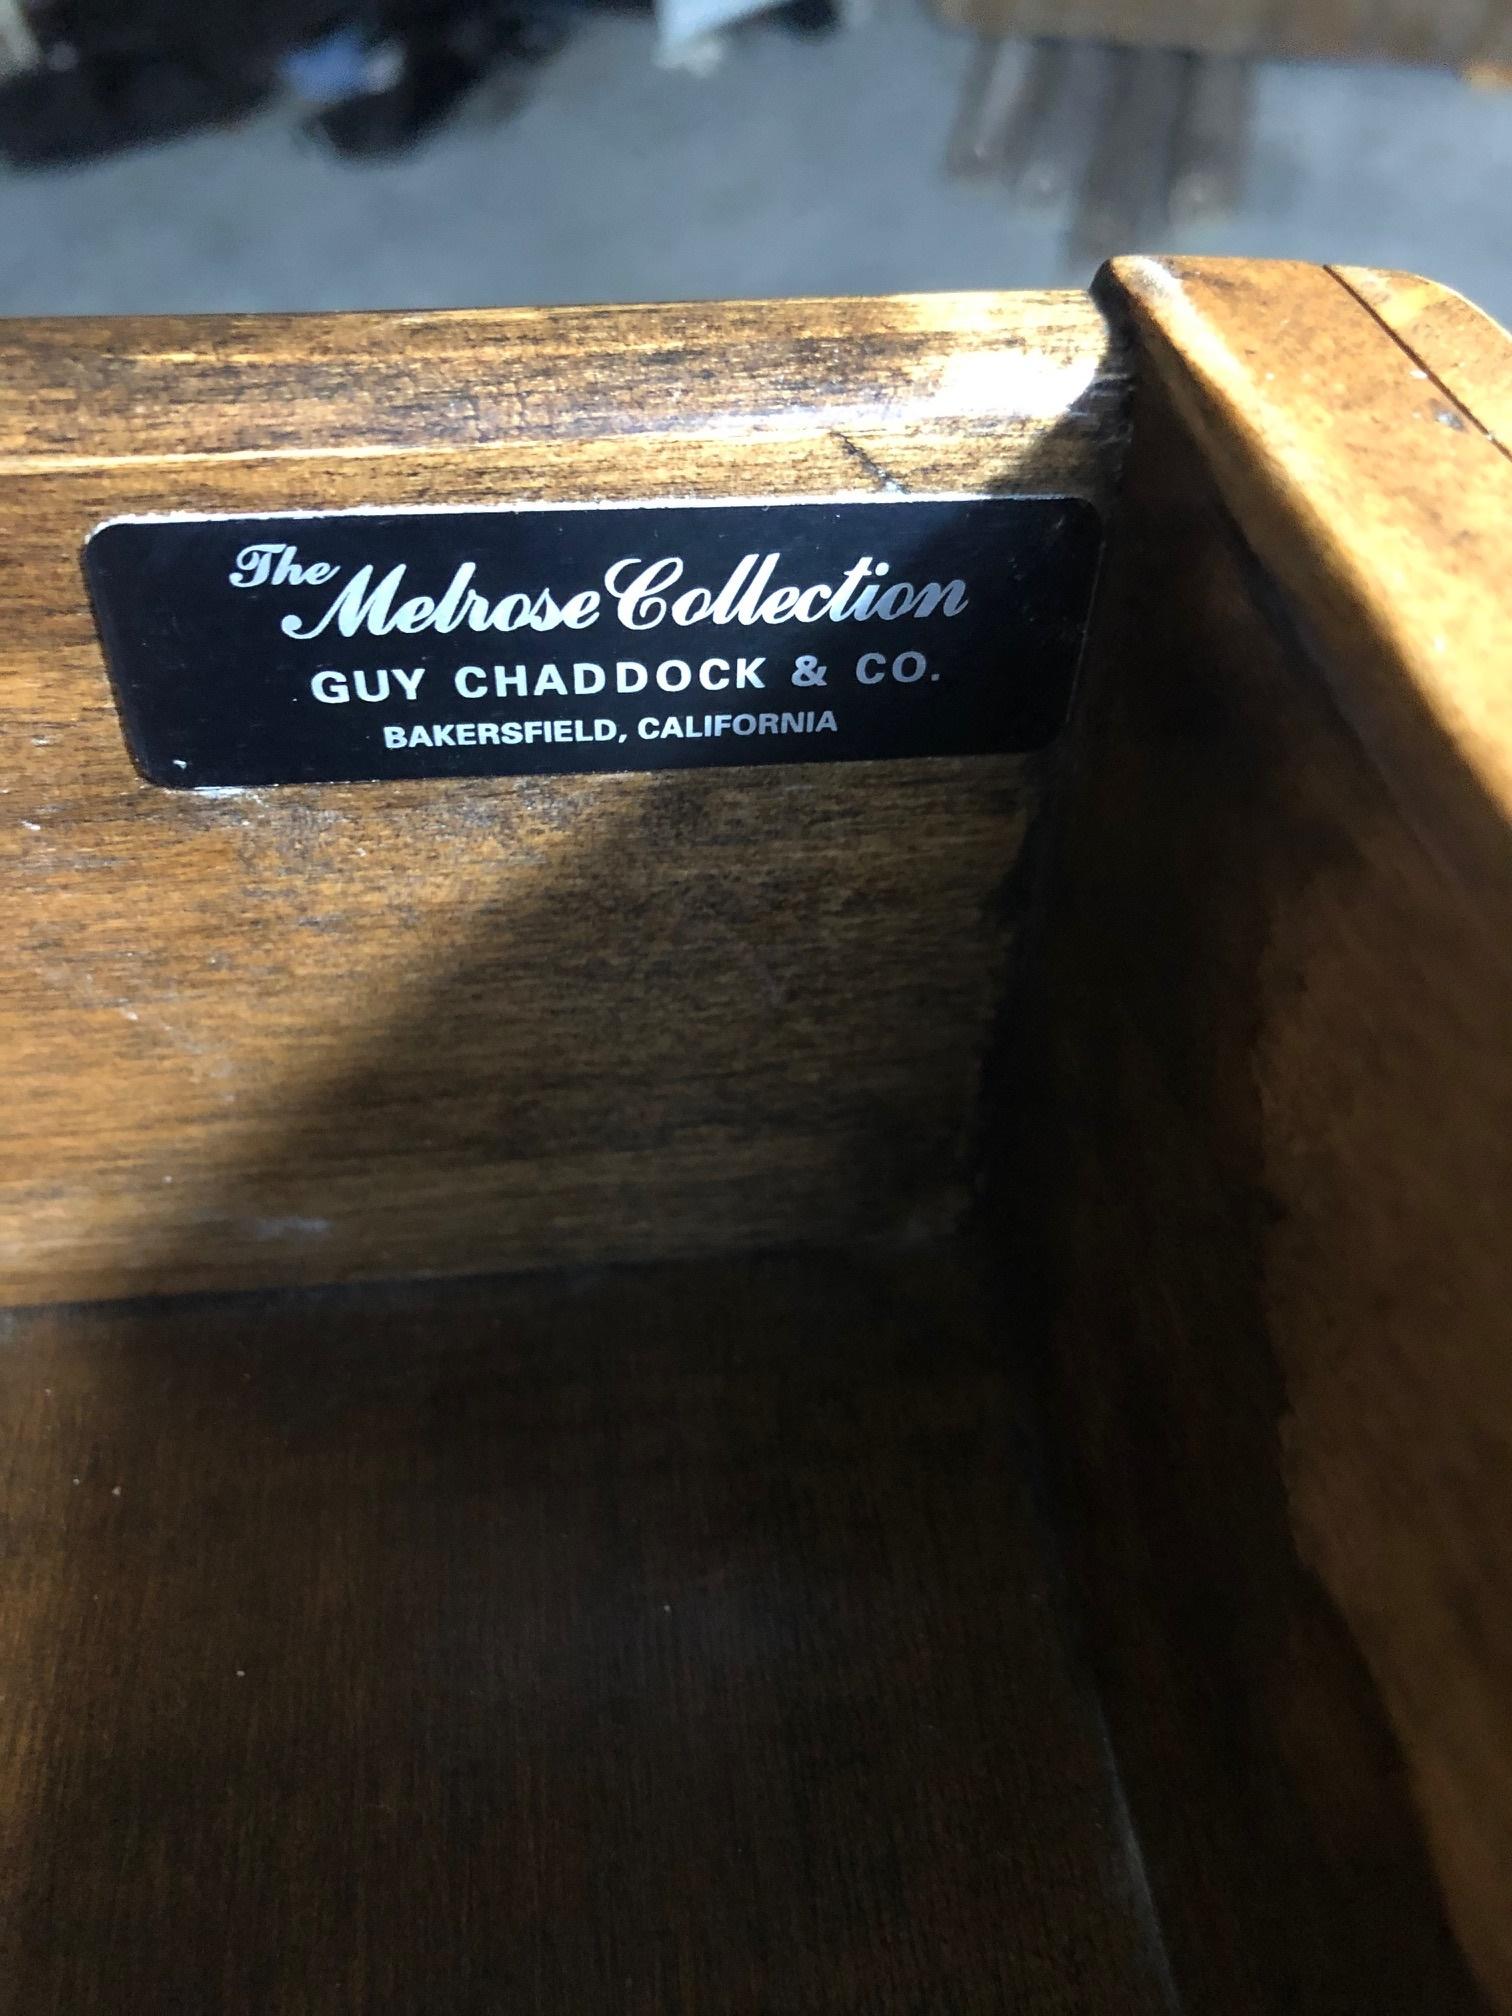 The Melrose Collection
GUY CHADDOCK & CO.
BAKERSFIELD, CALIFORNIA